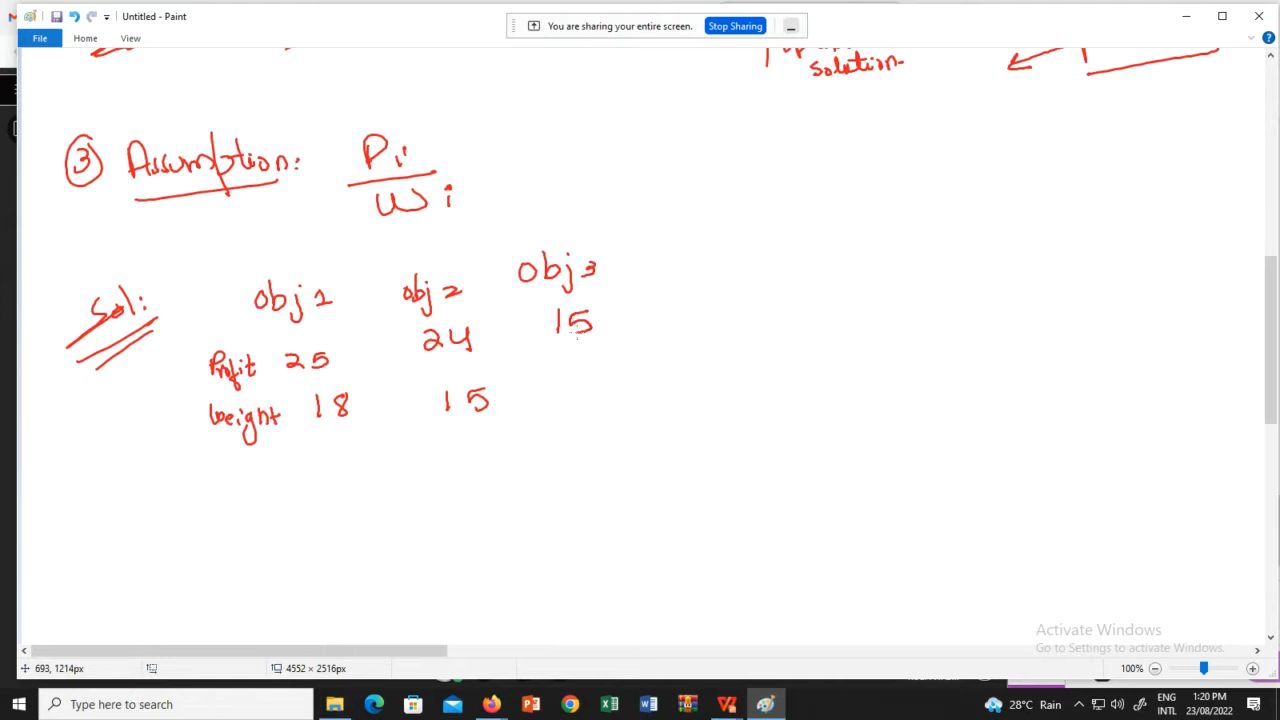 Untitled - Paint
You are sharing your entire screen. Stop Sharing
File Home View
solution-
3 Assumption: Pi
Wi
Sol: Obj 1 obj 2 Obj 3
Profit 25 24 15
weight 18 15
Activate Windows
Go to Settings to activate Windows.
693, 1214px 4552 × 2516px 100%
Type here to search
28°C Rain
ENG
INTL
1:20 PM
23/08/2022